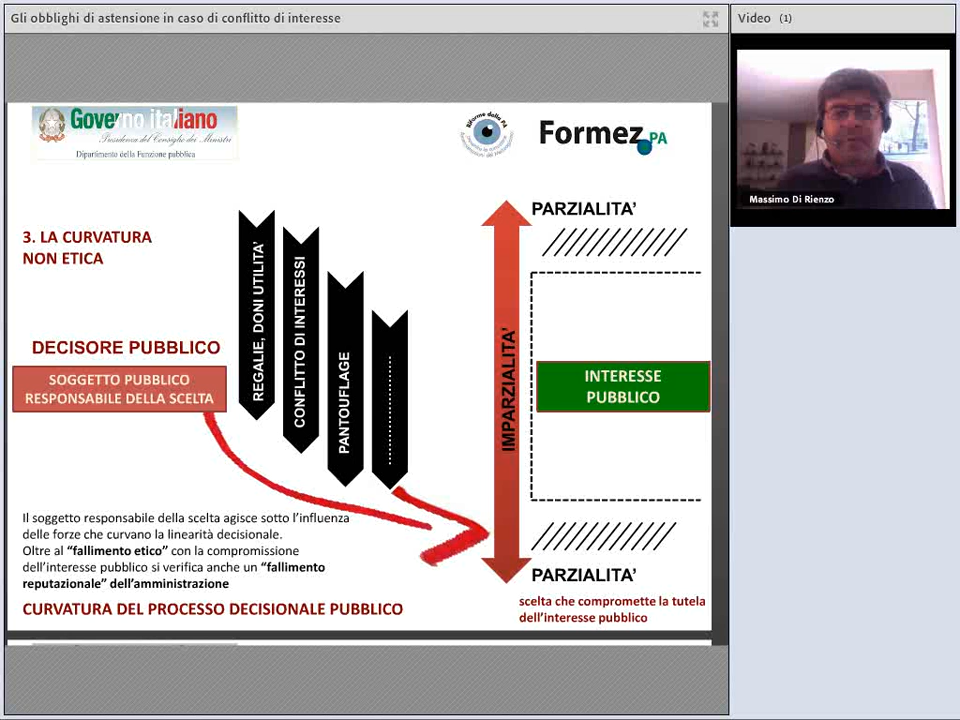 Gli obblighi di astensione in caso di conflitto di interesse
Video (1)
Massimo Di Rienzo
Governo italiano
Presidenza del Consiglio dei Ministri
Dipartimento della Funzione pubblica
Riforme della PA
Formez PA
3. LA CURVATURA
NON ETICA
DECISORE PUBBLICO
SOGGETTO PUBBLICO
RESPONSABILE DELLA SCELTA
REGALIE, DONI UTILITA'
CONFLITTO DI INTERESSI
PANTOUFLAGE
......................
PARZIALITA'
IMPARZIALITA'
INTERESSE
PUBBLICO
PARZIALITA'
scelta che compromette la tutela
dell'interesse pubblico
Il soggetto responsabile della scelta agisce sotto l'influenza
delle forze che curvano la linearità decisionale.
Oltre al "fallimento etico" con la compromissione
dell'interesse pubblico si verifica anche un "fallimento
reputazionale" dell'amministrazione
CURVATURA DEL PROCESSO DECISIONALE PUBBLICO